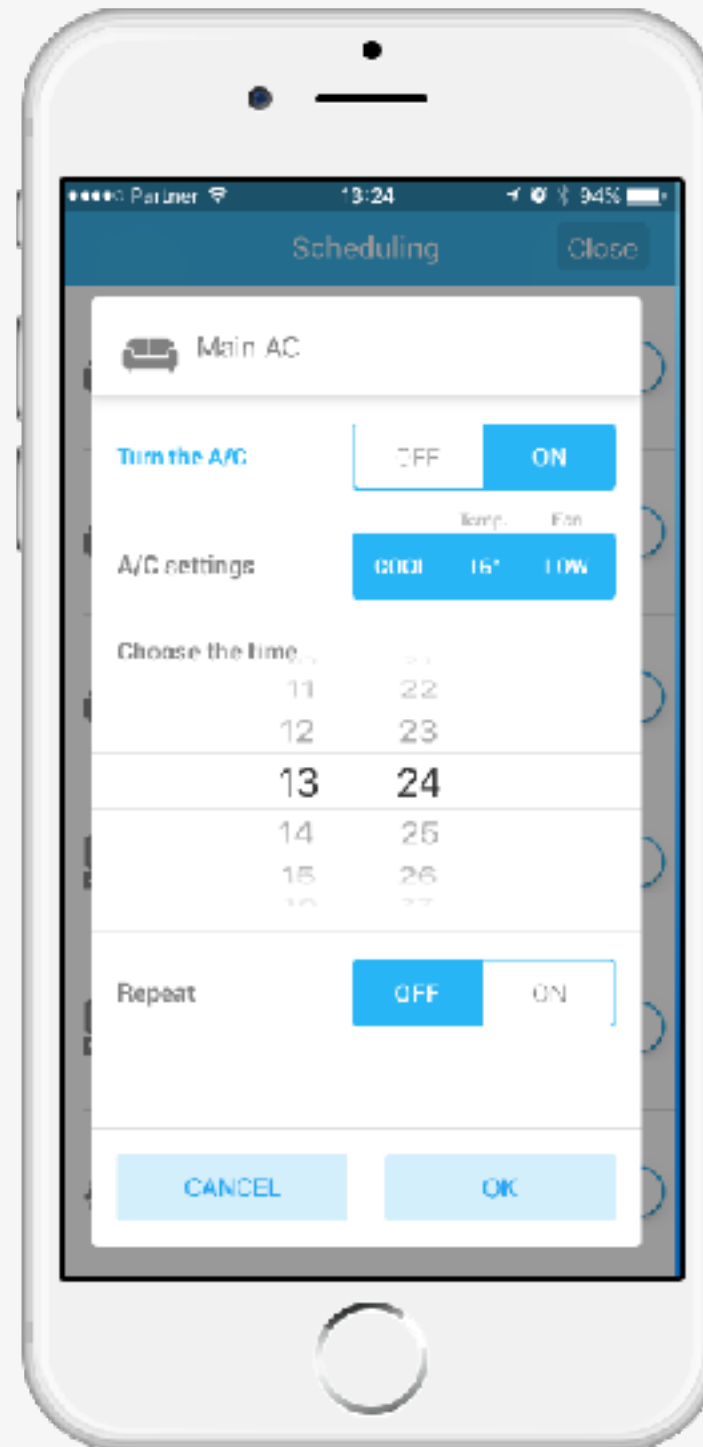 Partner 13:24 94%
Scheduling Close
Main AC
Turn the A/C OFF ON
Temp. Fan
A/C settings COOL 16° LOW
Choose the time
11 22
12 23
13 24
14 25
15 26
Repeat OFF ON
CANCEL OK